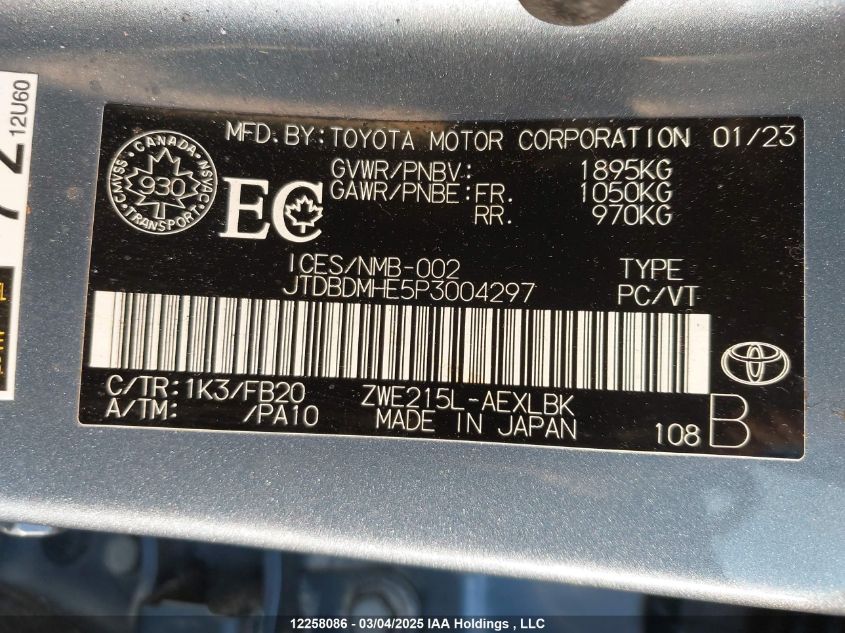 12U60
CANADA
CMVSS
NSVAC
930
TRANSPORT
EC
MFD.BY:TOYOTA MOTOR CORPORATION 01/23
GVWR/PNBV: 1895KG
GAWR/PNBE:FR. 1050KG
RR. 970KG
ICES/NMB-002 TYPE
JTDBDMHE5P3004297 PC/VT
C/TR:1K3/FB20 ZWE215L-AEXLBK
A/TM: /PA10 MADE IN JAPAN 108 B
12258086 - 03/04/2025 IAA Holdings , LLC